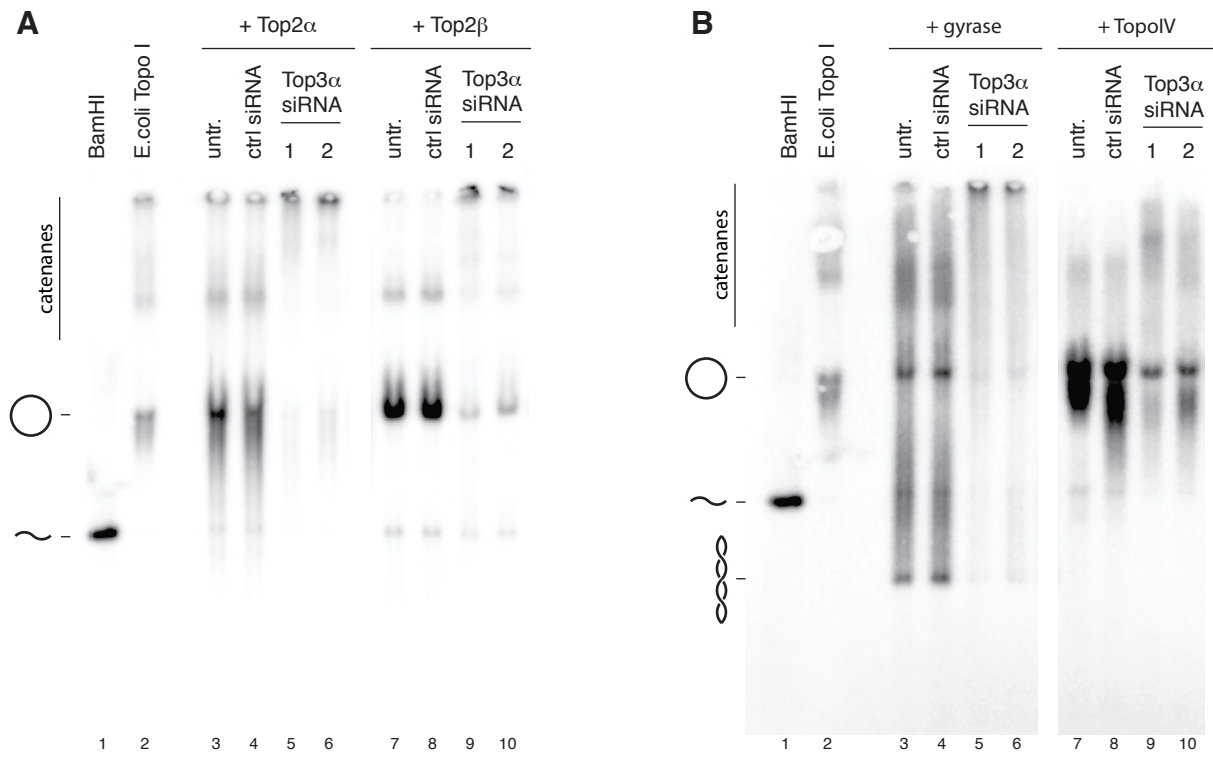 A
+ Top2α
+ Top2β
BamHI
E.coli Topo I
untr.
ctrl siRNA
Top3α
siRNA
1
2
untr.
ctrl siRNA
Top3α
siRNA
1
2
catenanes
1 2 3 4 5 6 7 8 9 10
B
+ gyrase
+ TopoIV
BamHI
E.coli Topo I
untr.
ctrl siRNA
Top3α
siRNA
1
2
untr.
ctrl siRNA
Top3α
siRNA
1
2
catenanes
1 2 3 4 5 6 7 8 9 10